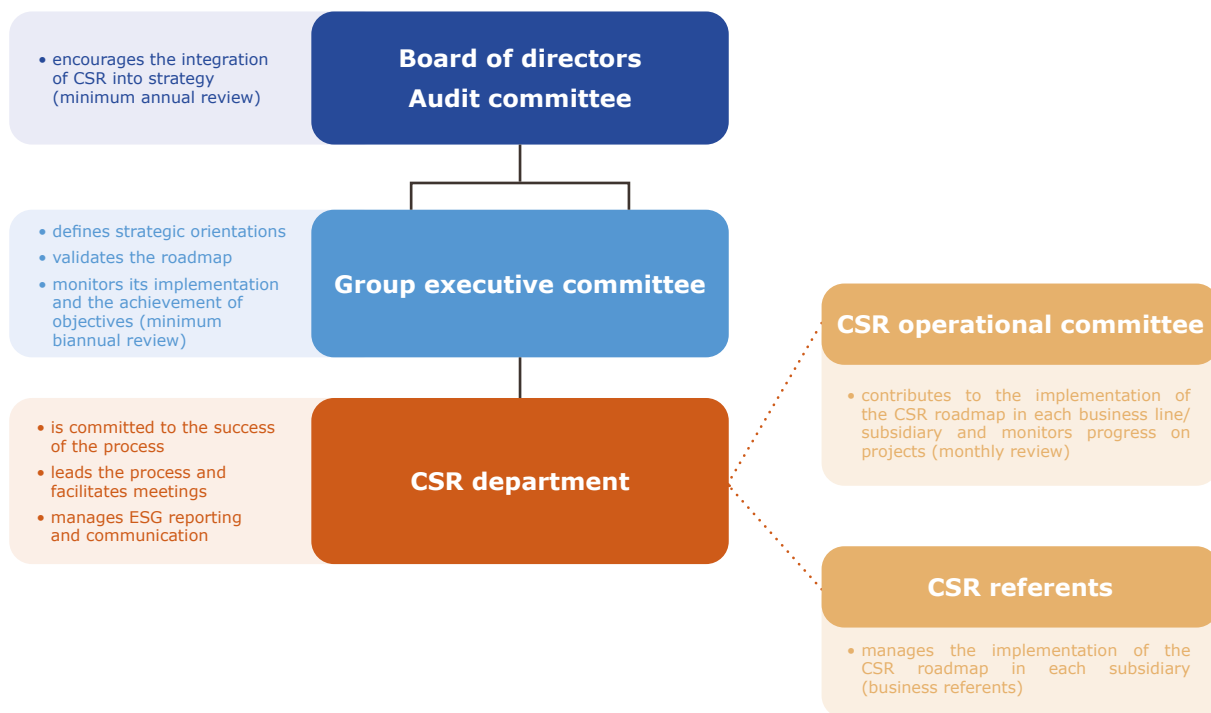 • encourages the integration
of CSR into strategy
(minimum annual review)
Board of directors
Audit committee
• defines strategic orientations
• validates the roadmap
• monitors its implementation
and the achievement of
objectives (minimum
biannual review)
Group executive committee
• is committed to the success
of the process
• leads the process and
facilitates meetings
• manages ESG reporting
and communication
CSR department
CSR operational committee
• contributes to the implementation of
the CSR roadmap in each business line/
subsidiary and monitors progress on
projects (monthly review)
CSR referents
• manages the implementation of the
CSR roadmap in each subsidiary
(business referents)